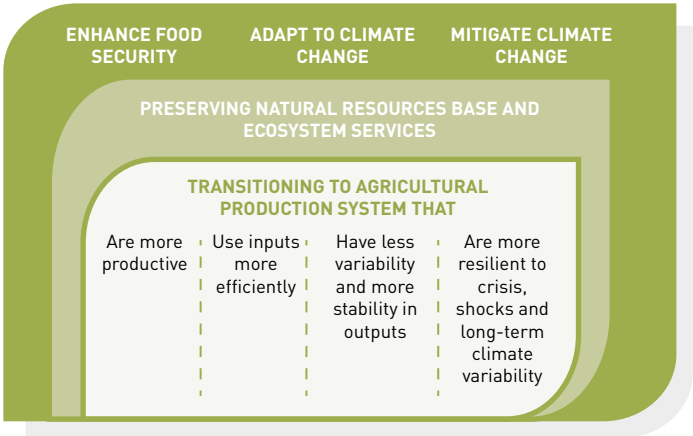 ENHANCE FOOD
SECURITY
ADAPT TO CLIMATE
CHANGE
MITIGATE CLIMATE
CHANGE
PRESERVING NATURAL RESOURCES BASE AND
ECOSYSTEM SERVICES
TRANSITIONING TO AGRICULTURAL
PRODUCTION SYSTEM THAT
Are more
productive
Use inputs
more
efficiently
Have less
variability
and more
stability in
outputs
Are more
resilient to
crisis,
shocks and
long-term
climate
variability